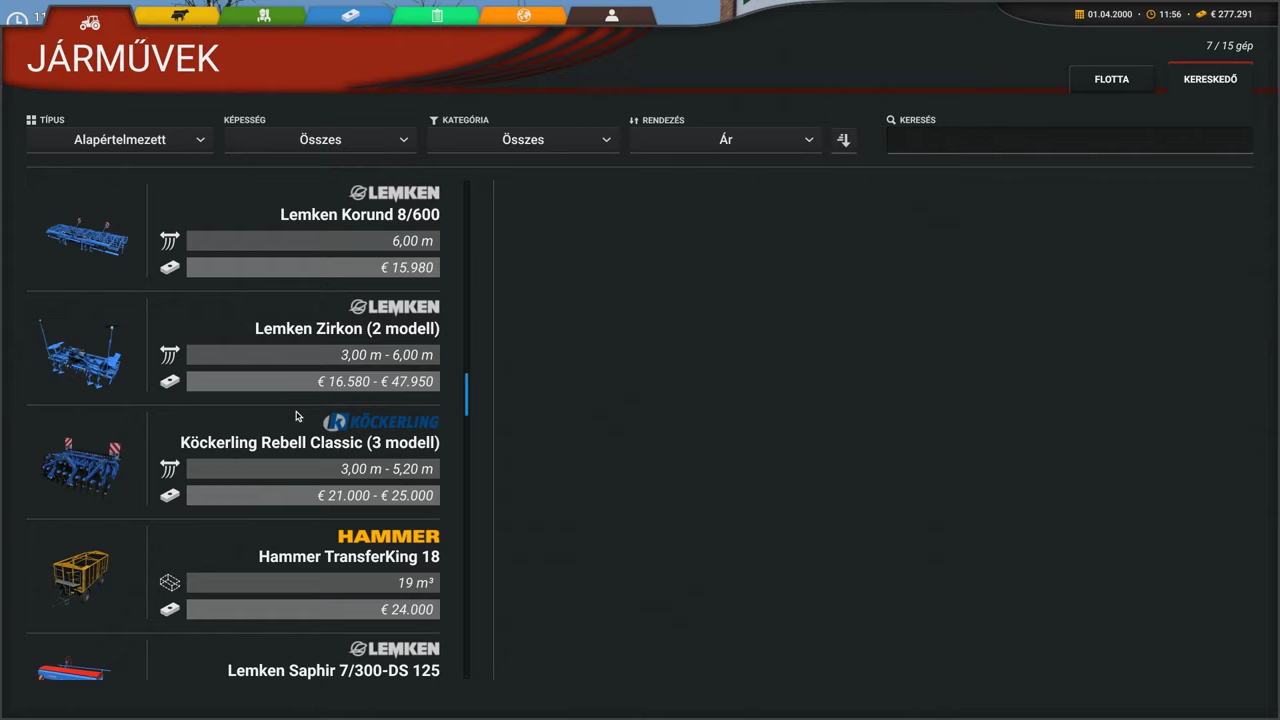 11
01.04.2000 • 11:56 • € 277.291
JÁRMŰVEK
7 / 15 gép
FLOTTA
KERESKEDŐ
TÍPUS
KÉPESSÉG
KATEGÓRIA
RENDEZÉS
KERESÉS
Alapértelmezett
Összes
Összes
Ár
LEMKEN
Lemken Korund 8/600
6,00 m
€ 15.980
LEMKEN
Lemken Zirkon (2 modell)
3,00 m - 6,00 m
€ 16.580 - € 47.950
KÖCKERLING
Köckerling Rebell Classic (3 modell)
3,00 m - 5,20 m
€ 21.000 - € 25.000
HAMMER
Hammer TransferKing 18
19 m³
€ 24.000
LEMKEN
Lemken Saphir 7/300-DS 125